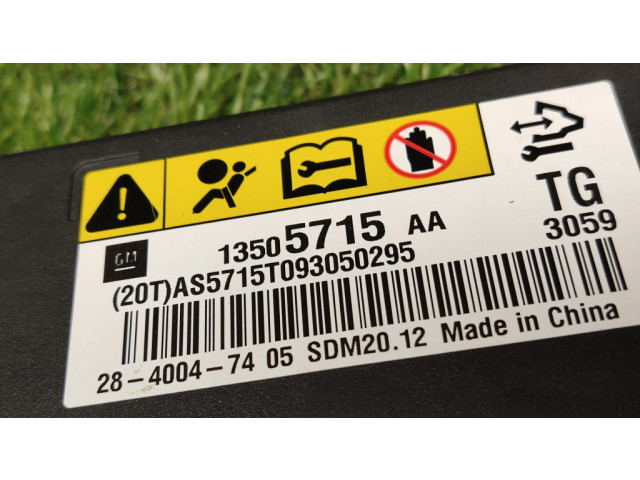 TG
3059
GM
13505715 AA
(20T)AS5715T093050295
28-4004-74 05 SDM20.12 Made in China